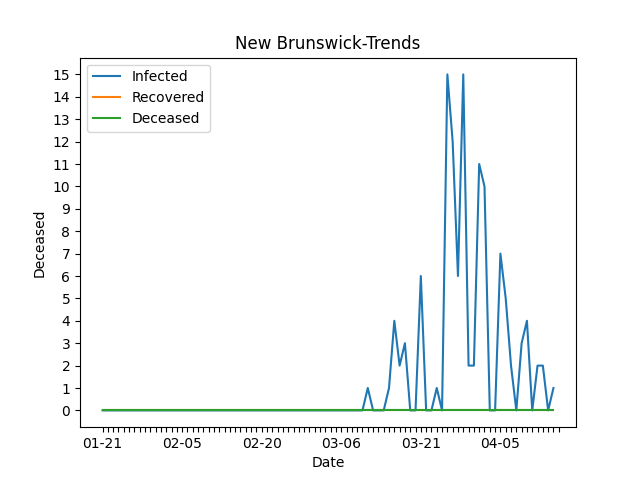 New Brunswick-Trends
Infected
Recovered
Deceased
15
14
13
12
11
10
9
8
7
6
5
4
3
2
1
0
Deceased
01-21 02-05 02-20 03-06 03-21 04-05
Date